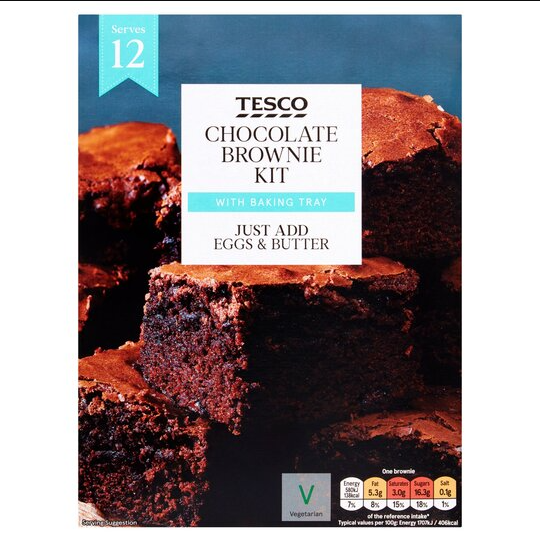 Serves
12
TESCO
CHOCOLATE
BROWNIE
KIT
WITH BAKING TRAY
JUST ADD
EGGS & BUTTER
V
Vegetarian
Serving Suggestion
One brownie
Energy Fat Saturates Sugars Salt
580kJ 5.3g 3.0g 16.3g 0.1g
138kcal
7% 8% 15% 18% 1%
of the reference intake*
Typical values per 100g: Energy 1707kJ / 406kcal